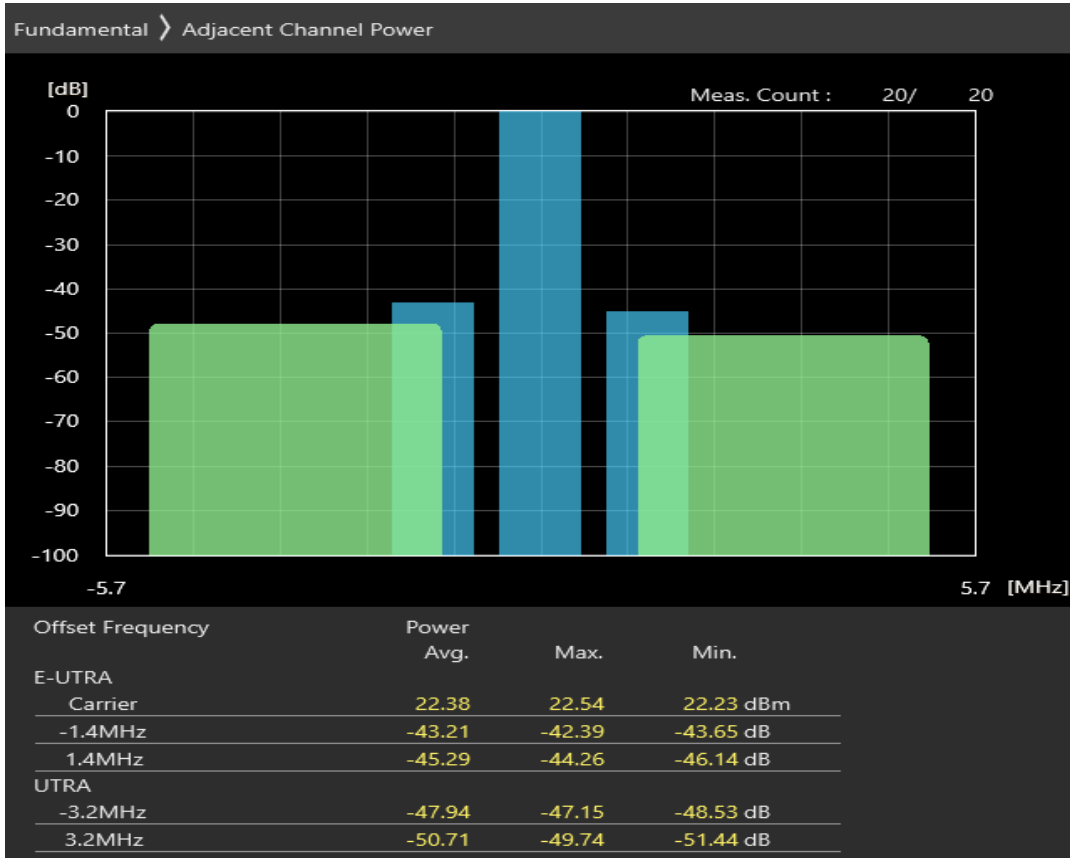 Fundamental 〉 Adjacent Channel Power
[dB]
Meas. Count : 20/ 20
0
-10
-20
-30
-40
-50
-60
-70
-80
-90
-100
-5.7 5.7 [MHz]
Offset Frequency Power
Avg. Max. Min.
E-UTRA
Carrier 22.38 22.54 22.23 dBm
-1.4MHz -43.21 -42.39 -43.65 dB
1.4MHz -45.29 -44.26 -46.14 dB
UTRA
-3.2MHz -47.94 -47.15 -48.53 dB
3.2MHz -50.71 -49.74 -51.44 dB